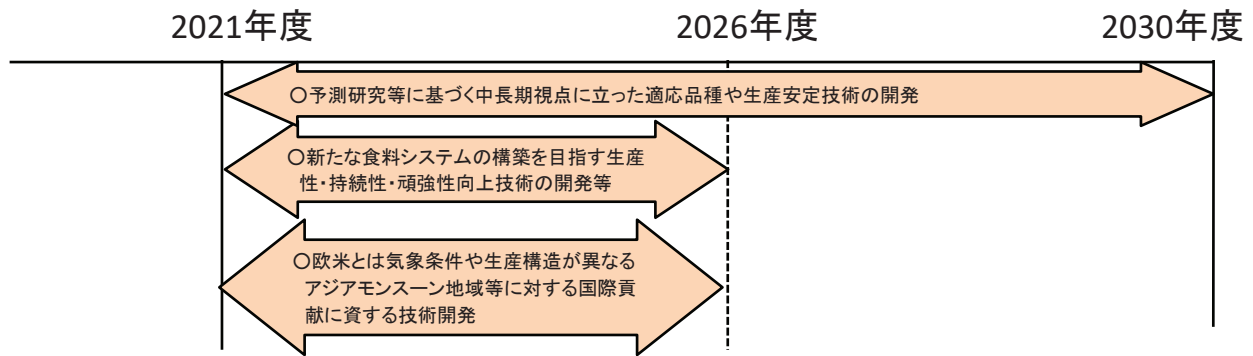 2021年度 2026年度 2030年度
○予測研究等に基づく中長期視点に立った適応品種や生産安定技術の開発
○新たな食料システムの構築を目指す生産
性・持続性・頑強性向上技術の開発等
○欧米とは気象条件や生産構造が異なる
アジアモンスーン地域等に対する国際貢
献に資する技術開発